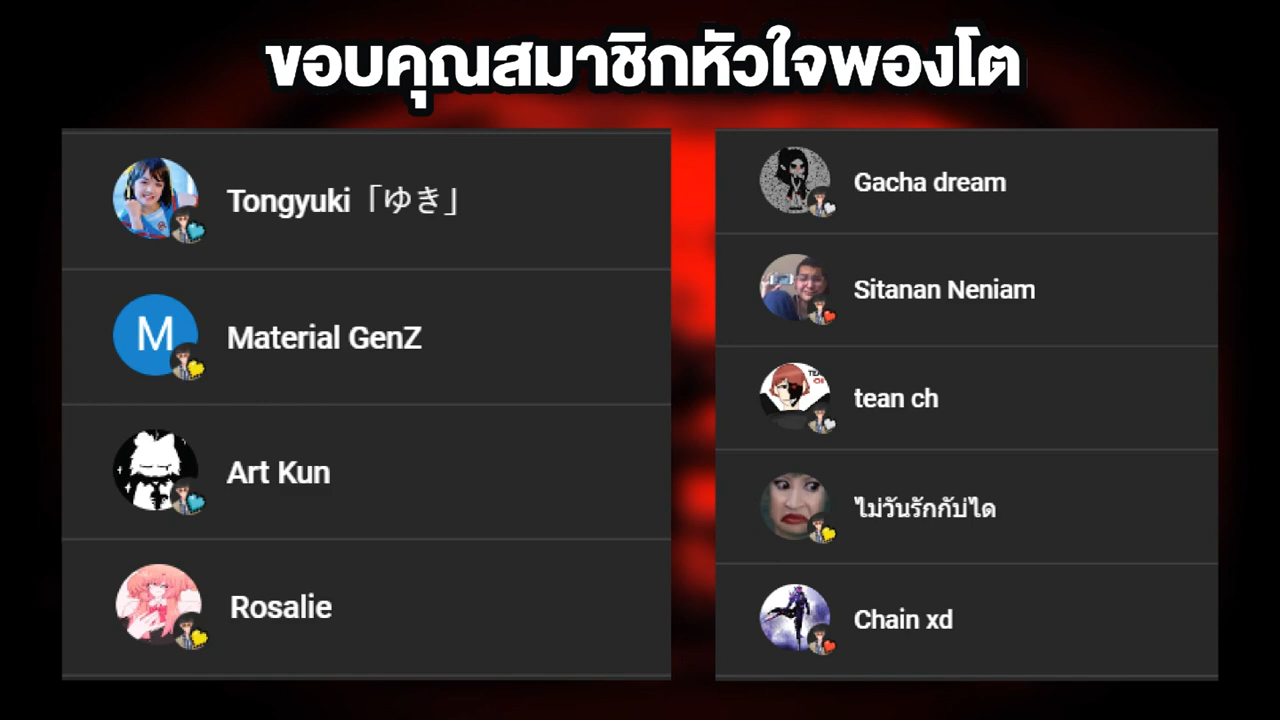 ขอบคุณสมาชิกหัวใจพองโต
Tongyuki「ゆき」
Material GenZ
Art Kun
Rosalie
Gacha dream
Sitanan Neniam
tean ch
ไม่วันรักกับ่ได
Chain xd
M